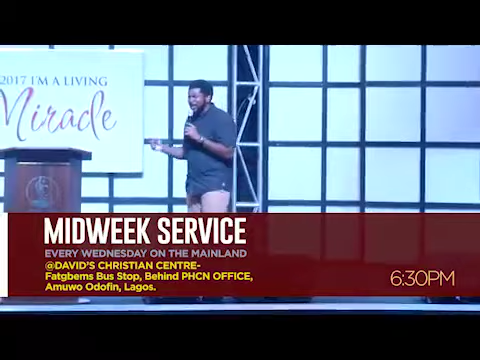 2017 I'M A LIVING
Miracle
MIDWEEK SERVICE
EVERY WEDNESDAY ON THE MAINLAND
@DAVID'S CHRISTIAN CENTRE-
Fatgbems Bus Stop, Behind PHCN OFFICE,
Amuwo Odofin, Lagos.
6:30PM